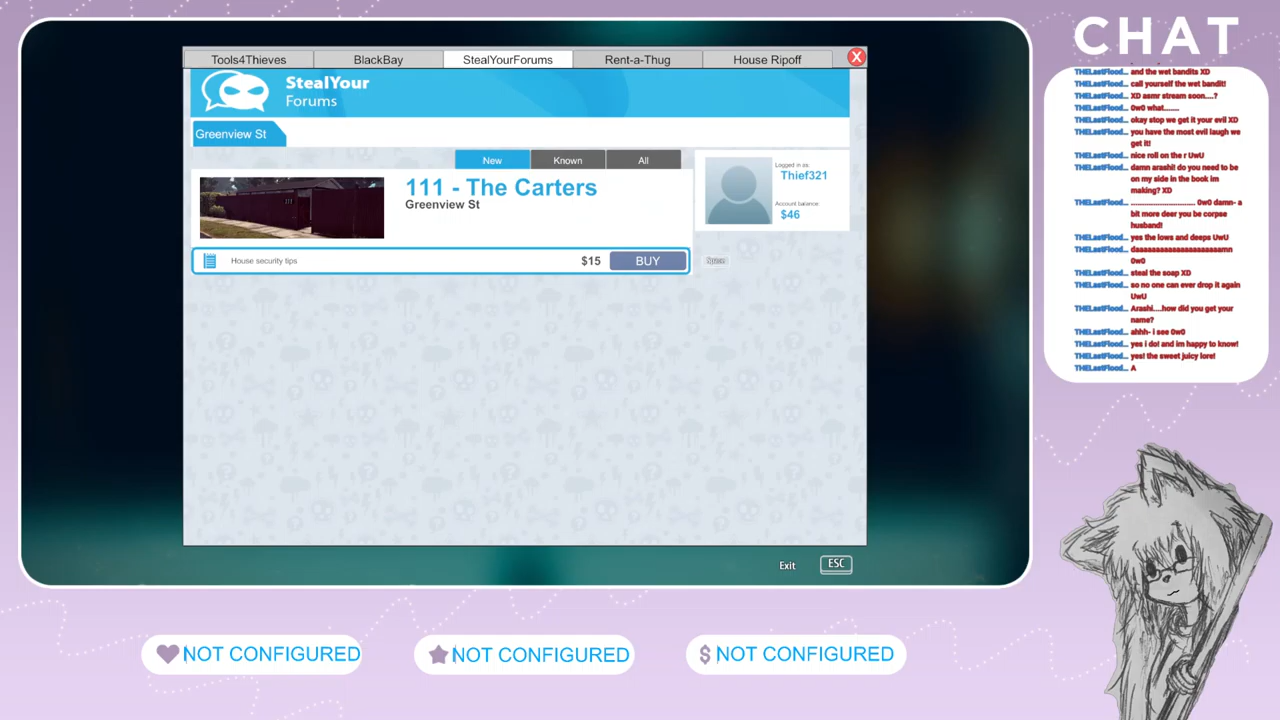 Tools4Thieves
BlackBay
StealYourForums
Rent-a-Thug
House Ripoff
StealYour
Forums
Greenview St
New
Known
All
111 - The Carters
Greenview St
Logged in as:
Thief321
Account balance:
$46
House security tips
$15
BUY
Exit
ESC
CHAT
THELastFlood... and the wet bandits XD
THELastFlood... call yourself the wet bandit!
THELastFlood... XD asmr stream soon....?
THELastFlood... 0w0 what........
THELastFlood... okay stop we get it your evil XD
THELastFlood... you have the most evil laugh we
get it!
THELastFlood... nice roll on the r UwU
THELastFlood... damn arashi! do you need to be
on my side in the book im
making? XD
THELastFlood... ................................ 0w0 damn- a
bit more deer you be corpse
husband!
THELastFlood... yes the lows and deeps UwU
THELastFlood... daaaaaaaaaaaaaaaaaaaaamn
0w0
THELastFlood... steal the soap XD
THELastFlood... so no one can ever drop it again
UwU
THELastFlood... Arashi....how did you get your
name?
THELastFlood... ahhh- i see 0w0
THELastFlood... yes i do! and im happy to know!
THELastFlood... yes! the sweet juicy lore!
THELastFlood... A
NOT CONFIGURED
NOT CONFIGURED
$ NOT CONFIGURED